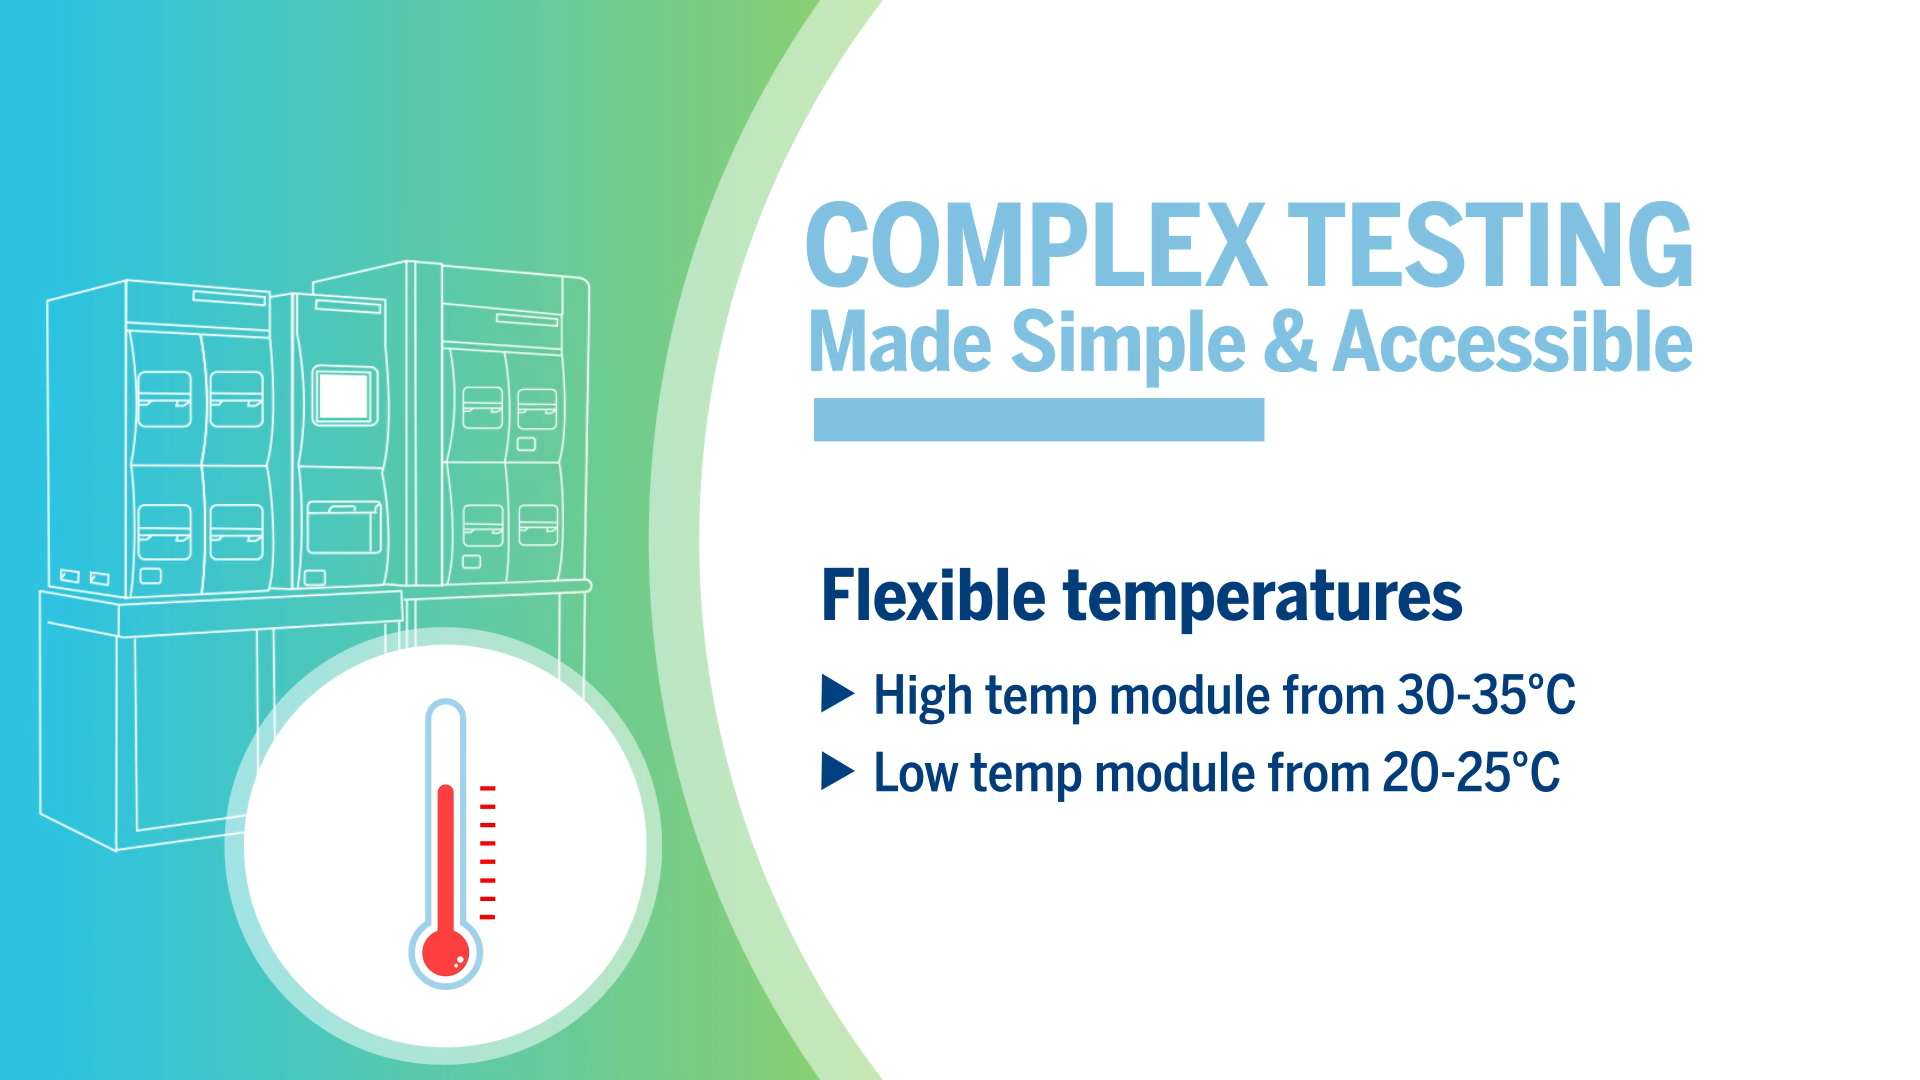 COMPLEX TESTING
Made Simple & Accessible
Flexible temperatures
High temp module from 30-35°C
Low temp module from 20-25°C